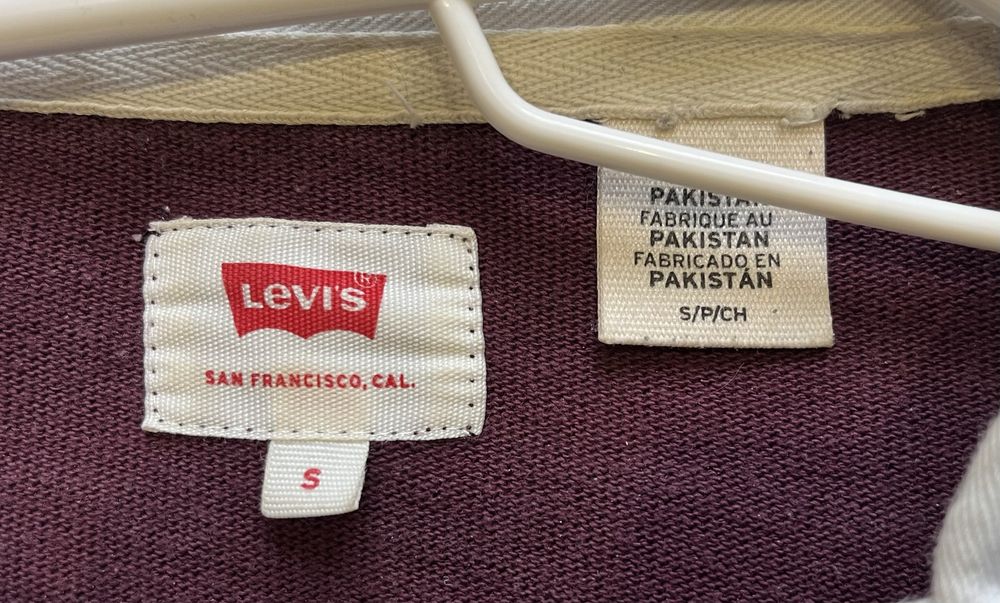 LEVI'S®
SAN FRANCISCO, CAL.
S
PAKISTAN
FABRIQUE AU
PAKISTAN
FABRICADO EN
PAKISTÁN
S/P/CH